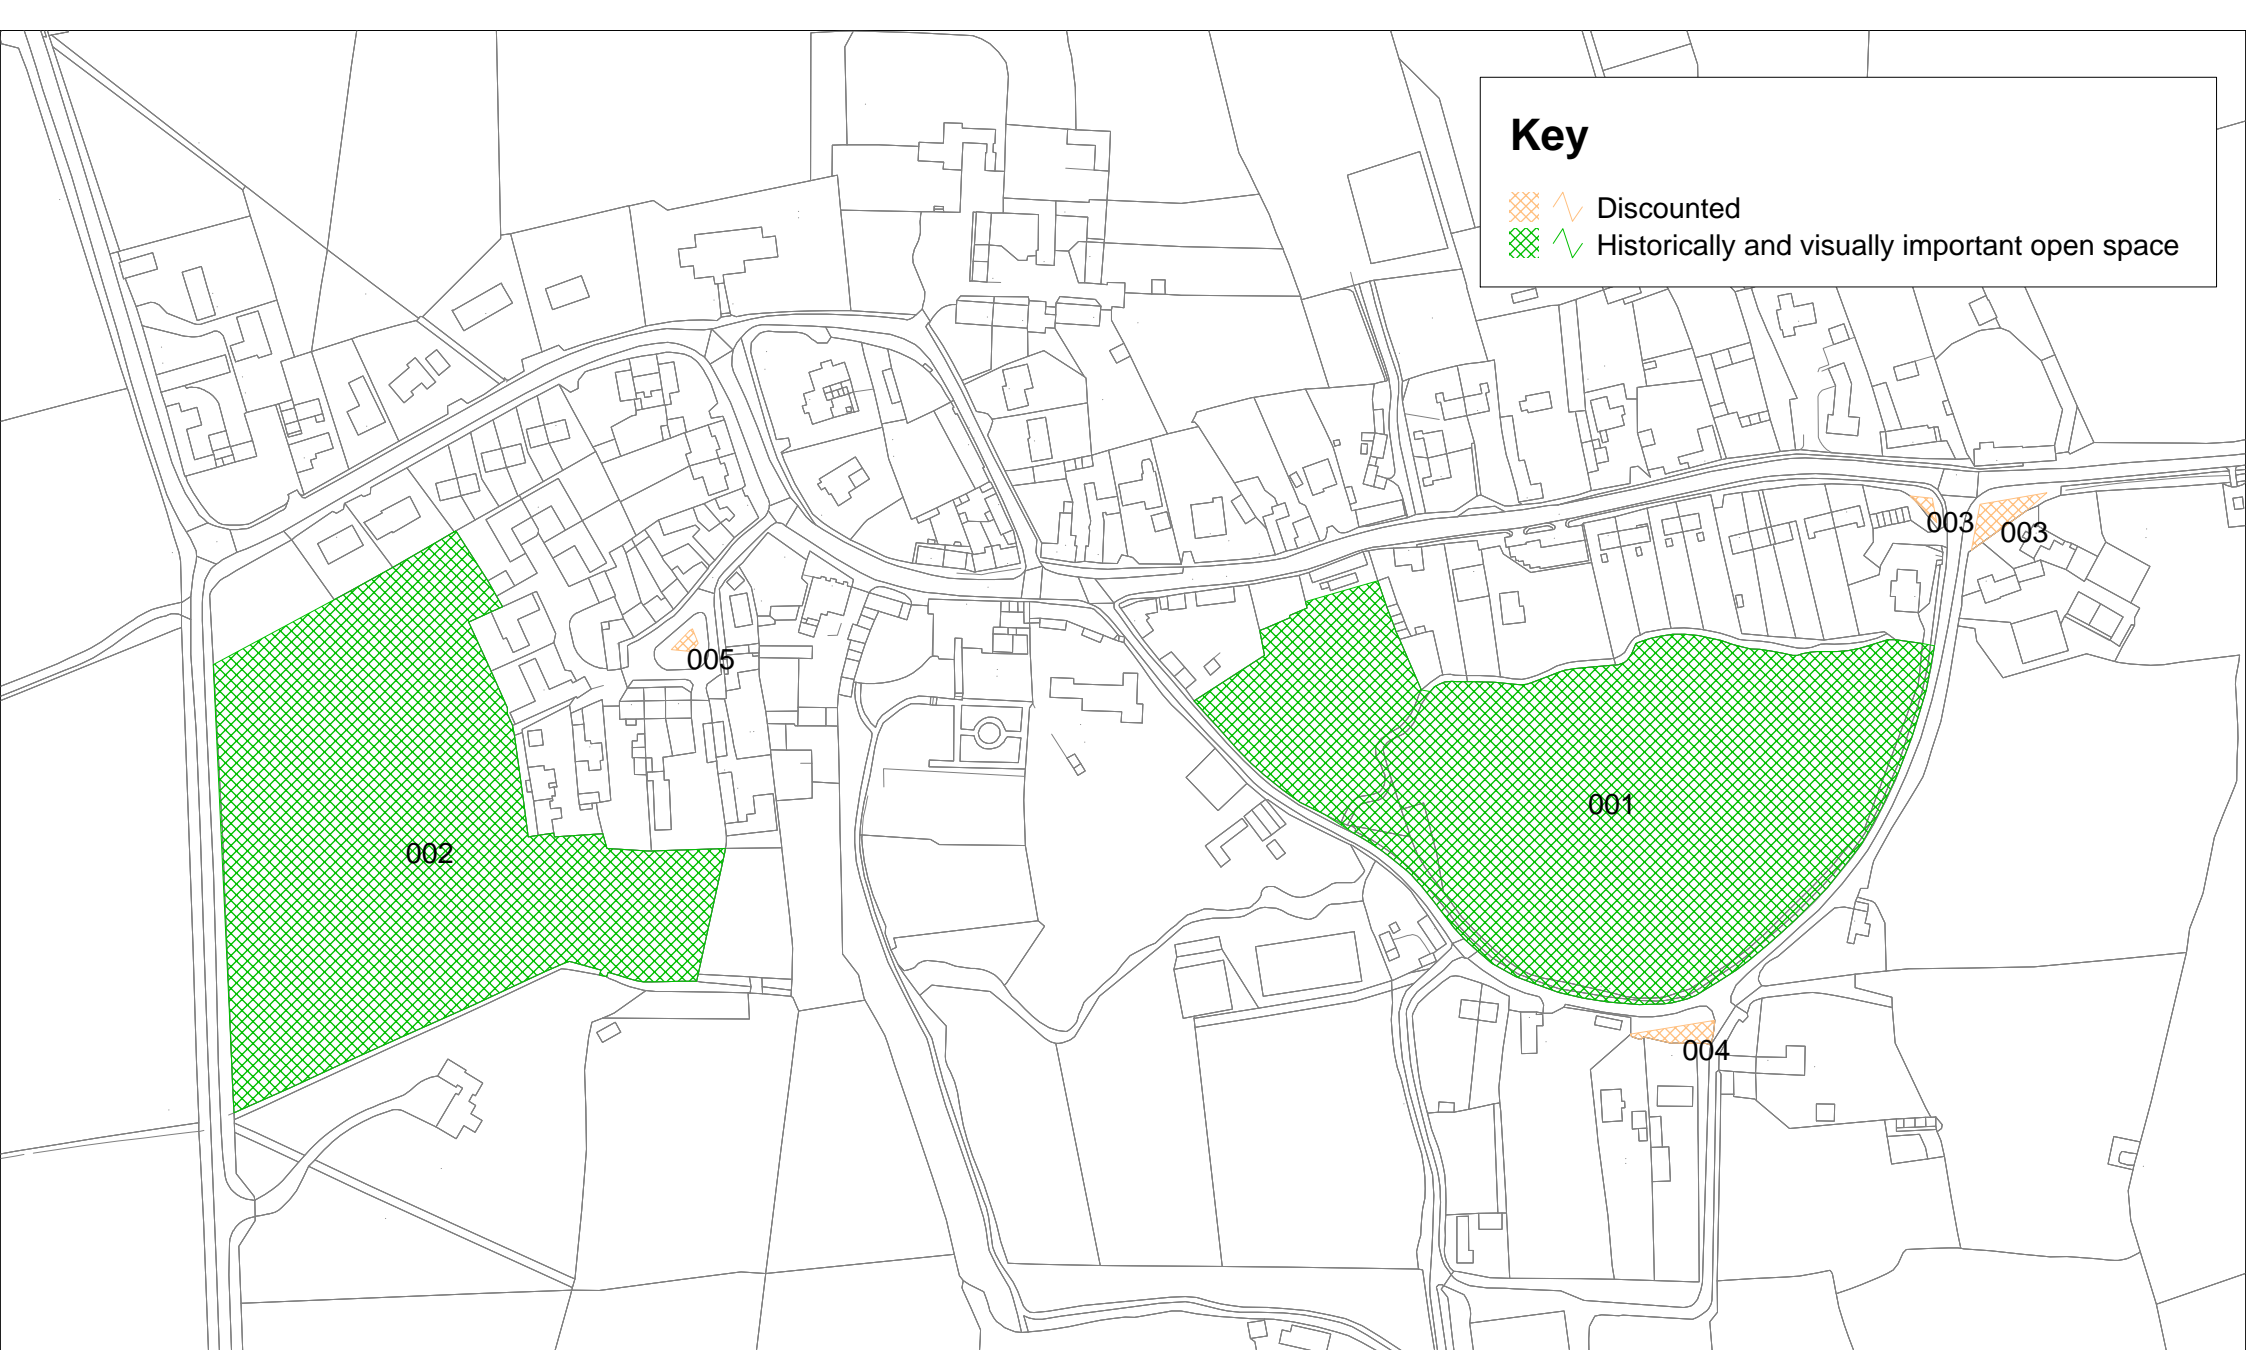 Key
Discounted
Historically and visually important open space
003
003
005
001
002
004